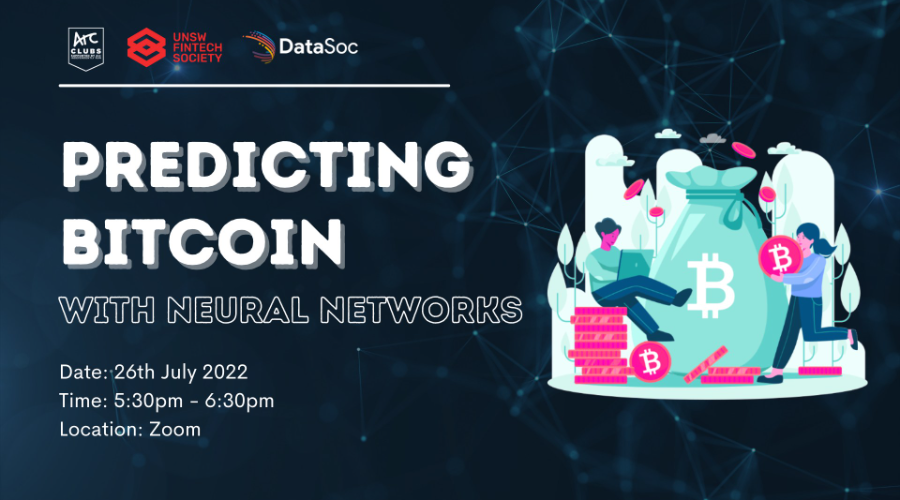 ARC
CLUBS
UNSW
FINTECH
SOCIETY
DataSoc
PREDICTING
BITCOIN
WITH NEURAL NETWORKS
Date: 26th July 2022
Time: 5:30pm - 6:30pm
Location: Zoom